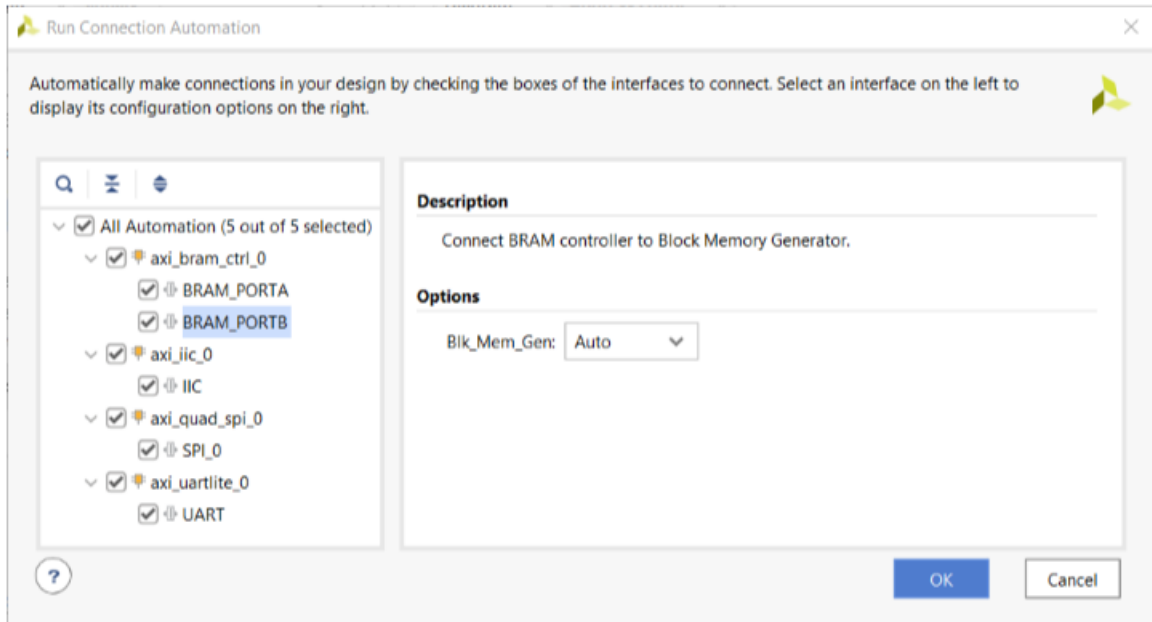 Run Connection Automation
Automatically make connections in your design by checking the boxes of the interfaces to connect. Select an interface on the left to
display its configuration options on the right.
All Automation (5 out of 5 selected)
axi_bram_ctrl_0
BRAM_PORTA
BRAM_PORTB
axi_iic_0
IIC
axi_quad_spi_0
SPI_0
axi_uartlite_0
UART
Description
Connect BRAM controller to Block Memory Generator.
Options
Blk_Mem_Gen: Auto
?
OK
Cancel